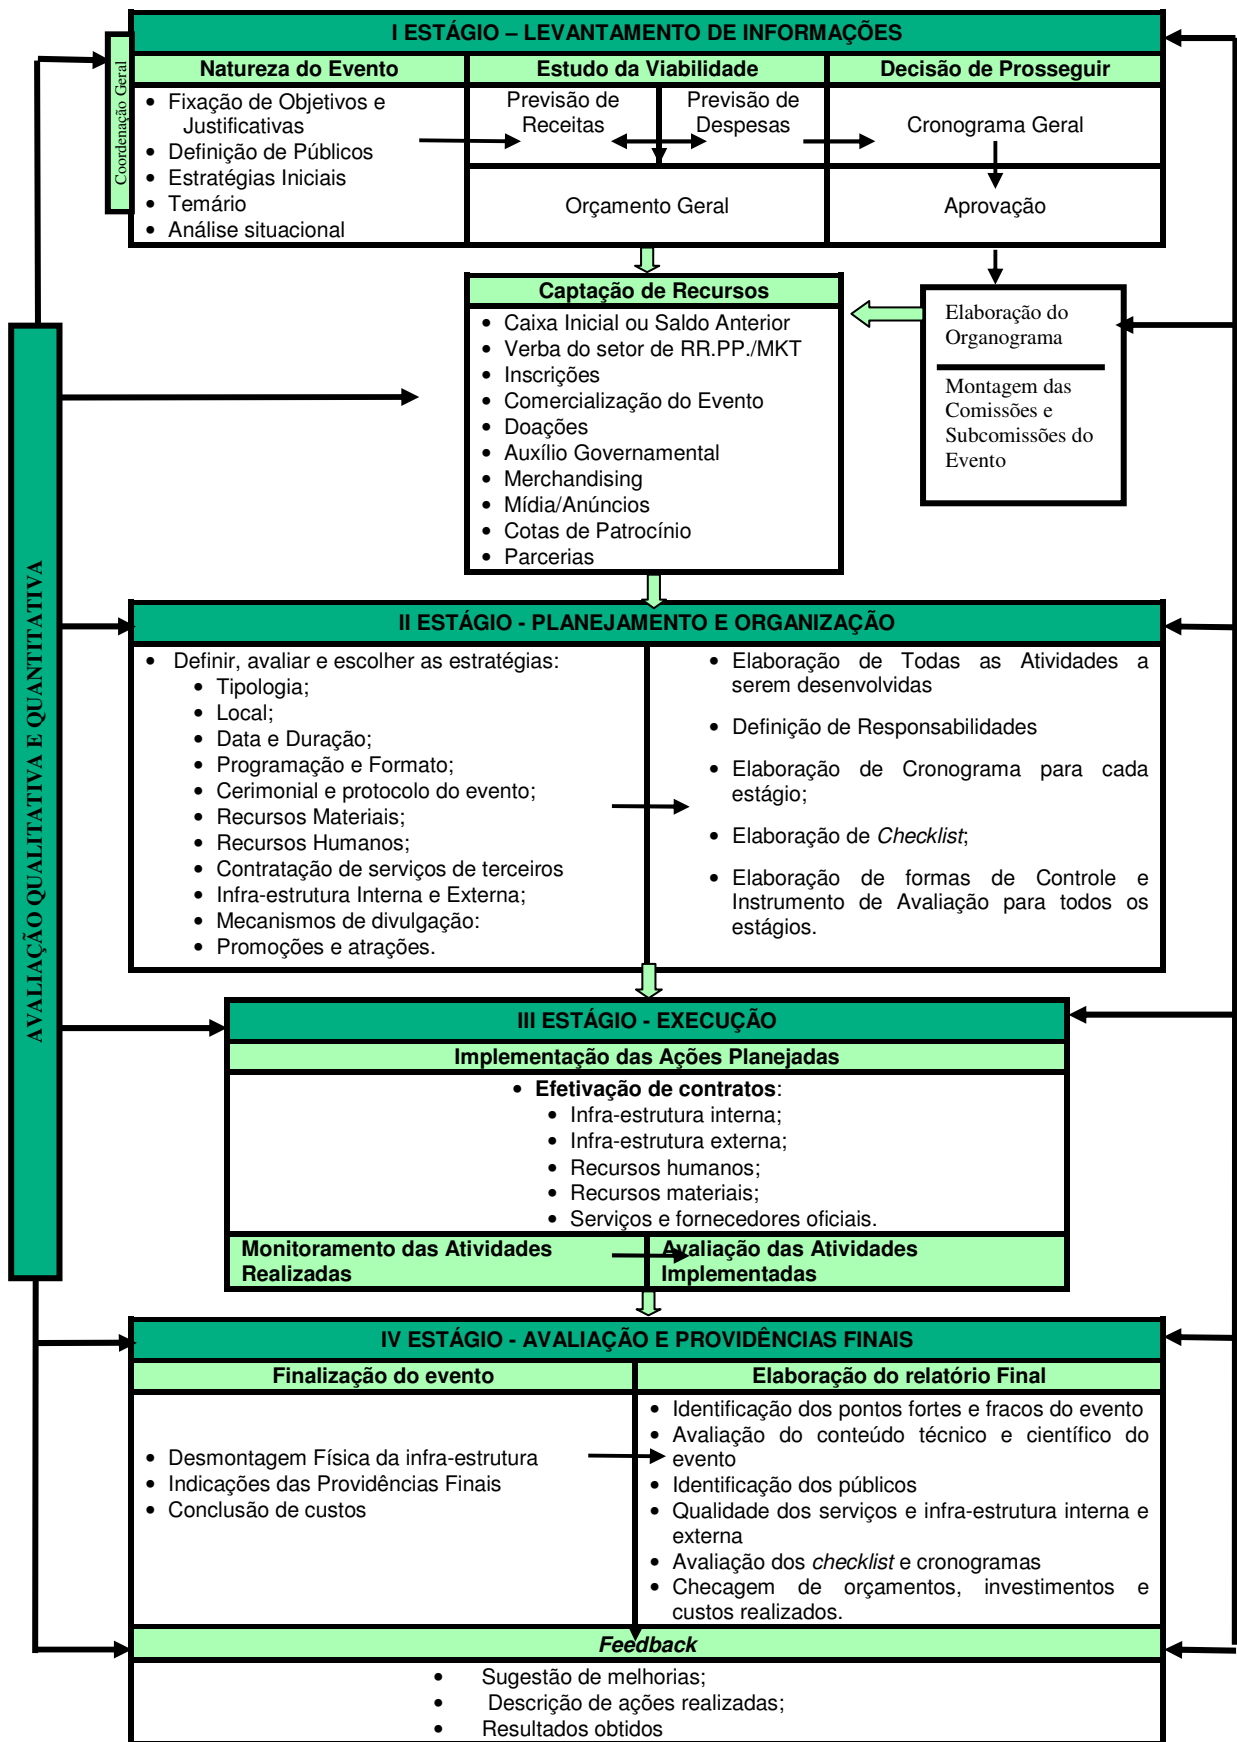 I ESTÁGIO – LEVANTAMENTO DE INFORMAÇÕES
Coordenação Geral
Natureza do Evento
• Fixação de Objetivos e
Justificativas
• Definição de Públicos
• Estratégias Iniciais
• Temário
• Análise situacional
Estudo da Viabilidade
Previsão de
Receitas
Previsão de
Despesas
Orçamento Geral
Decisão de Prosseguir
Cronograma Geral
Aprovação
Captação de Recursos
• Caixa Inicial ou Saldo Anterior
• Verba do setor de RR.PP./MKT
• Inscrições
• Comercialização do Evento
• Doações
• Auxílio Governamental
• Merchandising
• Mídia/Anúncios
• Cotas de Patrocínio
• Parcerias
Elaboração do
Organograma
Montagem das
Comissões e
Subcomissões do
Evento
AVALIAÇÃO QUALITATIVA E QUANTITATIVA
II ESTÁGIO - PLANEJAMENTO E ORGANIZAÇÃO
• Definir, avaliar e escolher as estratégias:
• Tipologia;
• Local;
• Data e Duração;
• Programação e Formato;
• Cerimonial e protocolo do evento;
• Recursos Materiais;
• Recursos Humanos;
• Contratação de serviços de terceiros
• Infra-estrutura Interna e Externa;
• Mecanismos de divulgação:
• Promoções e atrações.
• Elaboração de Todas as Atividades a
serem desenvolvidas
• Definição de Responsabilidades
• Elaboração de Cronograma para cada
estágio;
• Elaboração de Checklist;
• Elaboração de formas de Controle e
Instrumento de Avaliação para todos os
estágios.
III ESTÁGIO - EXECUÇÃO
Implementação das Ações Planejadas
• Efetivação de contratos:
• Infra-estrutura interna;
• Infra-estrutura externa;
• Recursos humanos;
• Recursos materiais;
• Serviços e fornecedores oficiais.
Monitoramento das Atividades
Realizadas
Avaliação das Atividades
Implementadas
IV ESTÁGIO - AVALIAÇÃO E PROVIDÊNCIAS FINAIS
Finalização do evento
• Desmontagem Física da infra-estrutura
• Indicações das Providências Finais
• Conclusão de custos
Elaboração do relatório Final
• Identificação dos pontos fortes e fracos do evento
• Avaliação do conteúdo técnico e científico do
evento
• Identificação dos públicos
• Qualidade dos serviços e infra-estrutura interna e
externa
• Avaliação dos checklist e cronogramas
• Checagem de orçamentos, investimentos e
custos realizados.
Feedback
• Sugestão de melhorias;
• Descrição de ações realizadas;
• Resultados obtidos